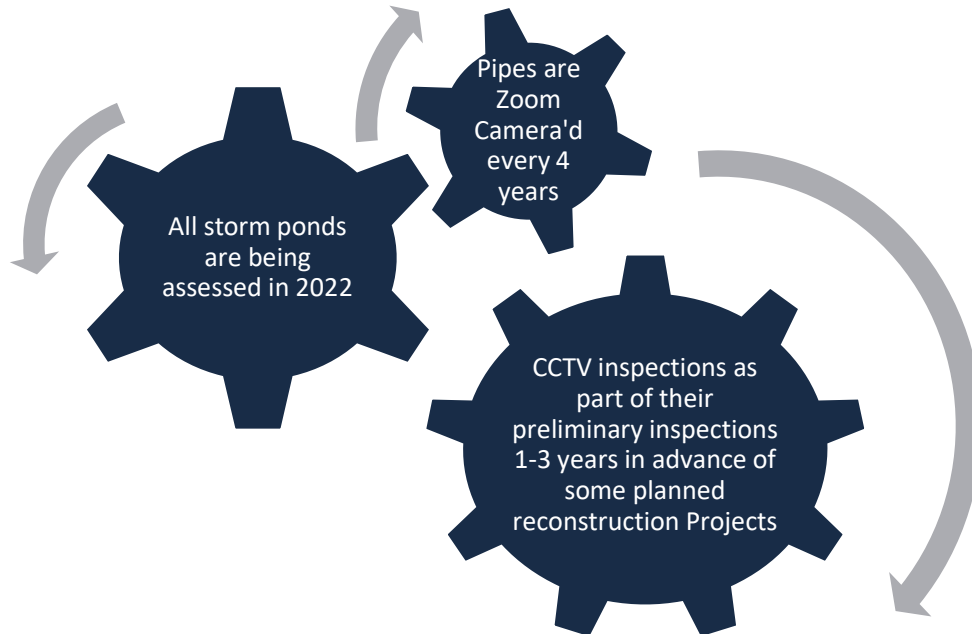 Pipes are
Zoom
Camera'd
every 4
years
All storm ponds
are being
assessed in 2022
CCTV inspections as
part of their
preliminary inspections
1-3 years in advance of
some planned
reconstruction Projects